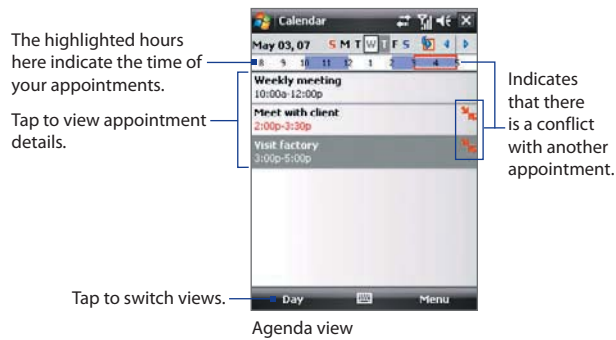 Calendar
May 03, 07 S M T W T F S
8 9 10 11 12 1 2 3 4 5
The highlighted hours
here indicate the time of
your appointments.
Tap to view appointment
details.
Weekly meeting
10:00a-12:00p
Meet with client
2:00p-3:30p
Visit factory
3:00p-5:00p
Indicates
that there
is a conflict
with another
appointment.
Tap to switch views.
Day
Menu
Agenda view